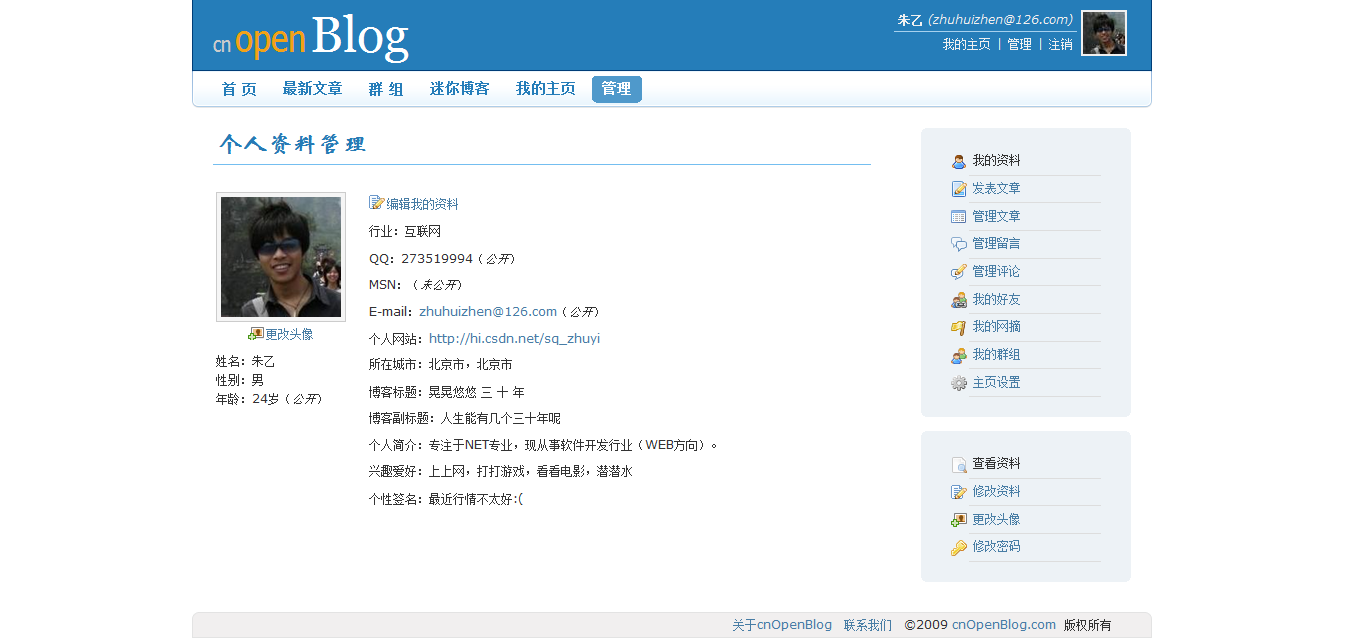 cn open Blog
朱乙 (zhuhuizhen@126.com)
我的主页 | 管理 | 注销
首 页 最新文章 群 组 迷你博客 我的主页 管理
个人资料管理
编辑我的资料
行业：互联网
QQ：273519994（公开）
MSN：（未公开）
E-mail：zhuhuizhen@126.com（公开）
个人网站：http://hi.csdn.net/sq_zhuyi
所在城市：北京市，北京市
博客标题：晃晃悠悠 三 十 年
博客副标题：人生能有几个三十年呢
个人简介：专注于NET专业，现从事软件开发行业（WEB方向）。
兴趣爱好：上上网，打打游戏，看看电影，潜潜水
个性签名：最近行情不太好:(
更改头像
姓名：朱乙
性别：男
年龄：24岁（公开）
我的资料
发表文章
管理文章
管理留言
管理评论
我的好友
我的网摘
我的群组
主页设置
查看资料
修改资料
更改头像
修改密码
关于cnOpenBlog 联系我们 ©2009 cnOpenBlog.com 版权所有